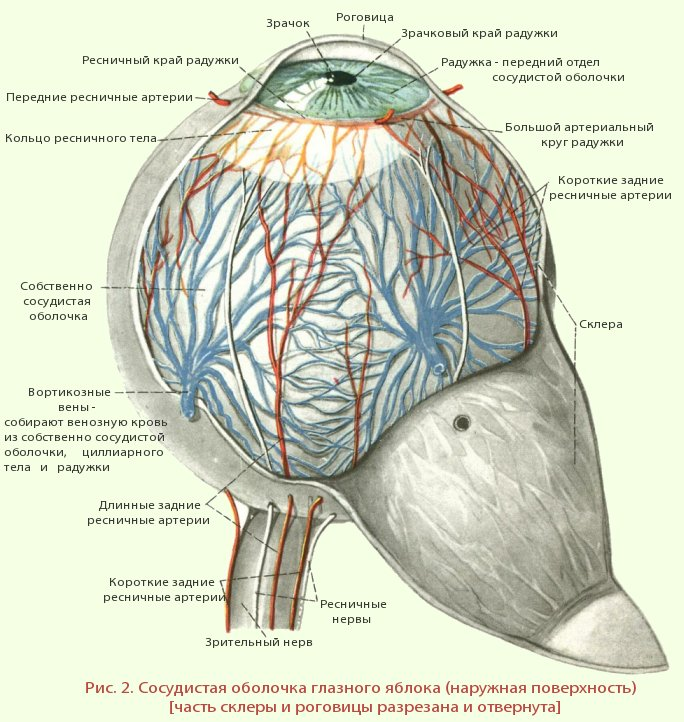 Зрачок
Роговица
Зрачковый край радужки
Ресничный край радужки
Радужка - передний отдел
сосудистой оболочки
Передние ресничные артерии
Кольцо ресничного тела
Большой артериальный
круг радужки
Короткие задние
ресничные артерии
Собственно
сосудистая
оболочка
Склера
Вортикозные
вены -
собирают венозную кровь
из собственно сосудистой
оболочки, циллиарного
тела и радужки
Длинные задние
ресничные артерии
Короткие задние
ресничные артерии
Ресничные
нервы
Зрительный нерв
Рис. 2. Сосудистая оболочка глазного яблока (наружная поверхность)
[часть склеры и роговицы разрезана и отвернута]